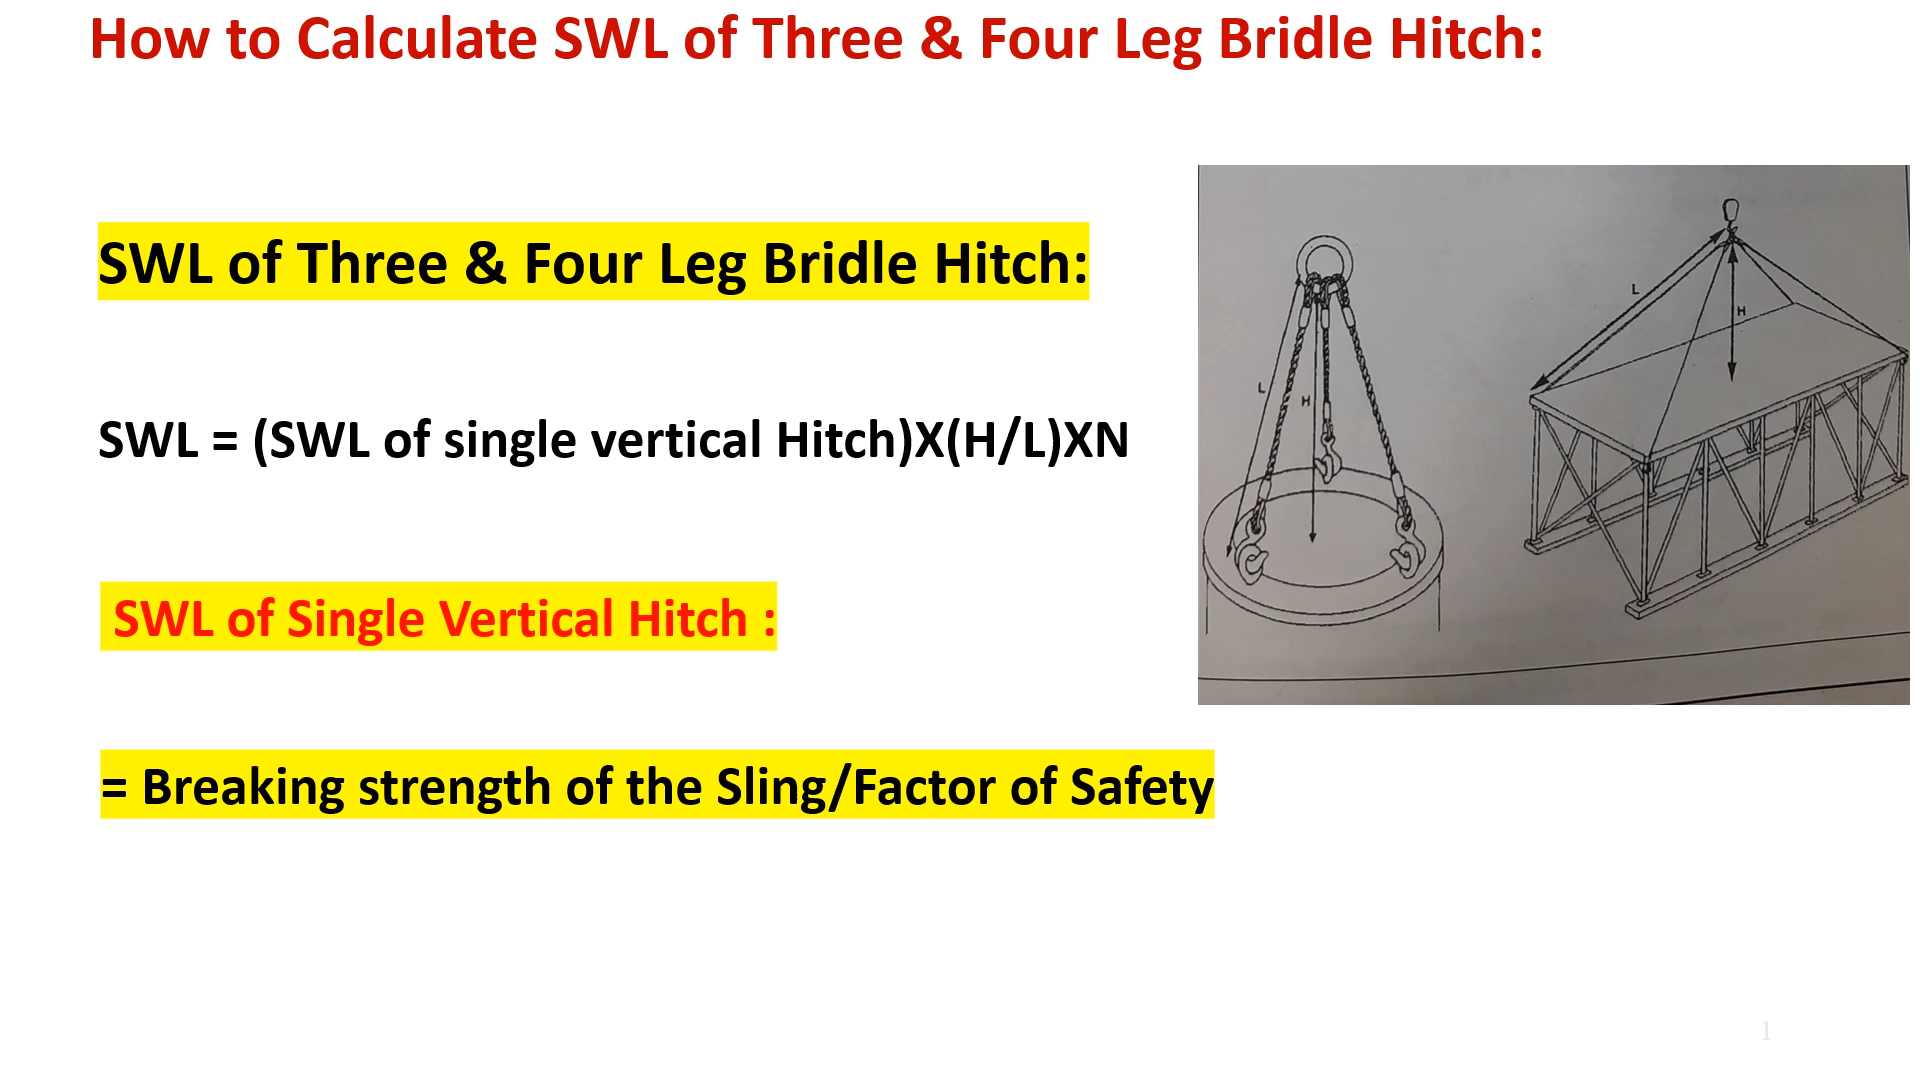 How to Calculate SWL of Three & Four Leg Bridle Hitch:
SWL of Three & Four Leg Bridle Hitch:
SWL = (SWL of single vertical Hitch)X(H/L)XN
SWL of Single Vertical Hitch :
= Breaking strength of the Sling/Factor of Safety
L
H
L
H
1